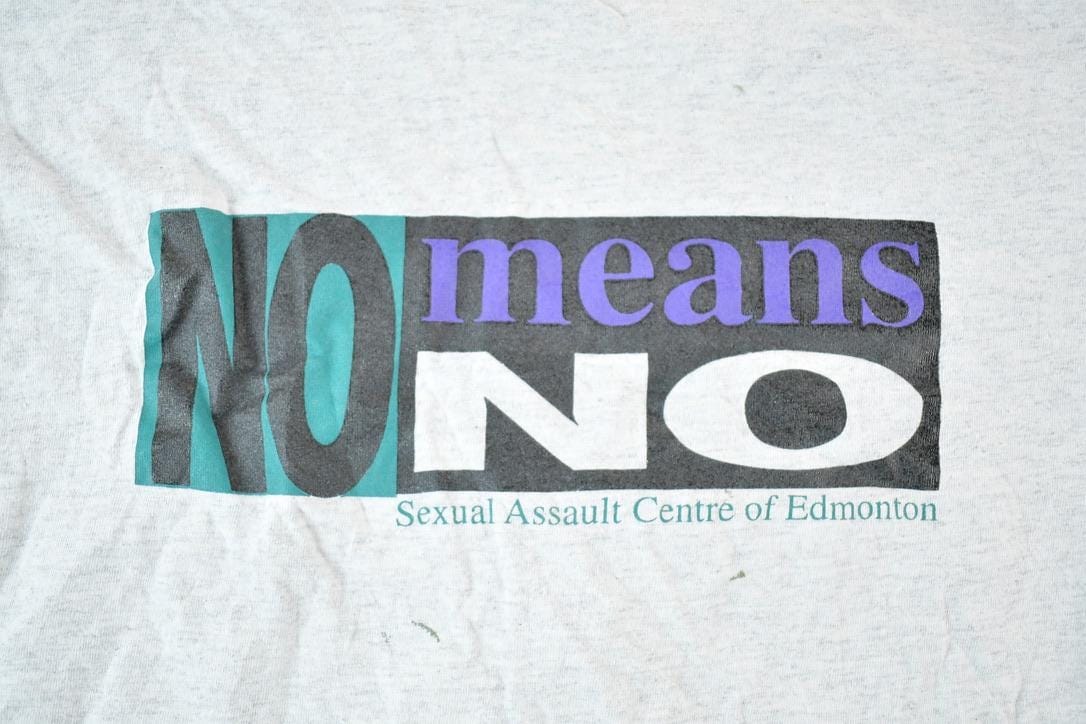 NO means
NO
Sexual Assault Centre of Edmonton